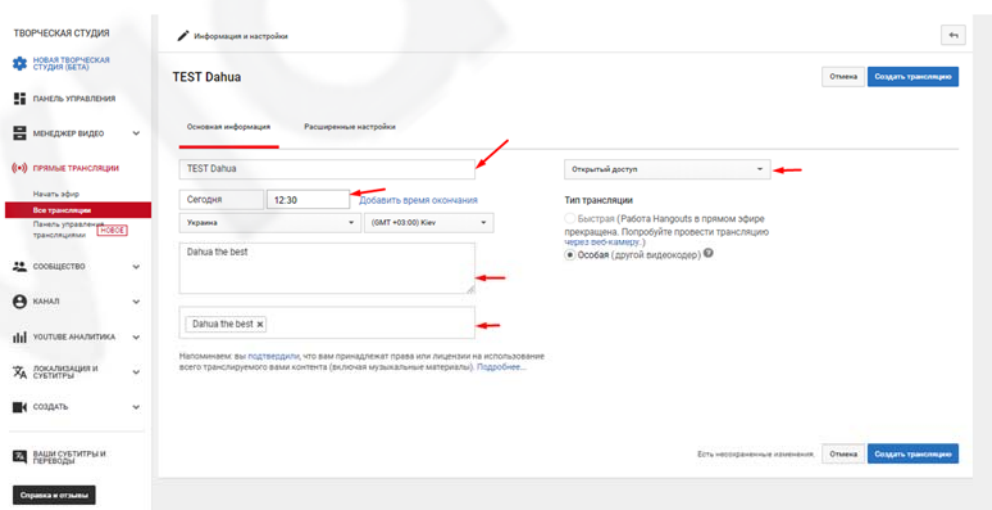 ТВОРЧЕСКАЯ СТУДИЯ
НОВАЯ ТВОРЧЕСКАЯ
СТУДИЯ (БЕТА)
ПАНЕЛЬ УПРАВЛЕНИЯ
МЕНЕДЖЕР ВИДЕО
ПРЯМЫЕ ТРАНСЛЯЦИИ
Начать эфир
Все трансляции
Панель управления
трансляциями НОВОЕ
СООБЩЕСТВО
КАНАЛ
YOUTUBE АНАЛИТИКА
ЛОКАЛИЗАЦИЯ И
СУБТИТРЫ
СОЗДАТЬ
ВАШИ СУБТИТРЫ И
ПЕРЕВОДЫ
Справка и отзывы
Информация и настройки
TEST Dahua
Отмена Создать трансляцию
Основная информация Расширенные настройки
TEST Dahua
Сегодня 12:30 Добавить время окончания
Украина (GMT +03:00) Kiev
Dahua the best
Dahua the best ×
Напоминаем: вы подтвердили, что вам принадлежат права или лицензии на использование
всего транслируемого вами контента (включая музыкальные материалы). Подробнее...
Открытый доступ
Тип трансляции
Быстрая (Работа Hangouts в прямом эфире
прекращена. Попробуйте провести трансляцию
через веб-камеру.)
Особая (другой видеокодер) ?
Есть несохраненные изменения. Отмена Создать трансляцию